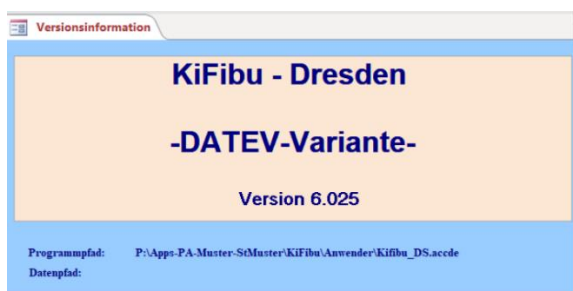 Versionsinformation
KiFibu - Dresden
-DATEV-Variante-
Version 6.025
Programmpfad: P:\Apps-PA-Muster-StMuster\KiFibu\Anwender\Kifibu_DS.accde
Datenpfad: